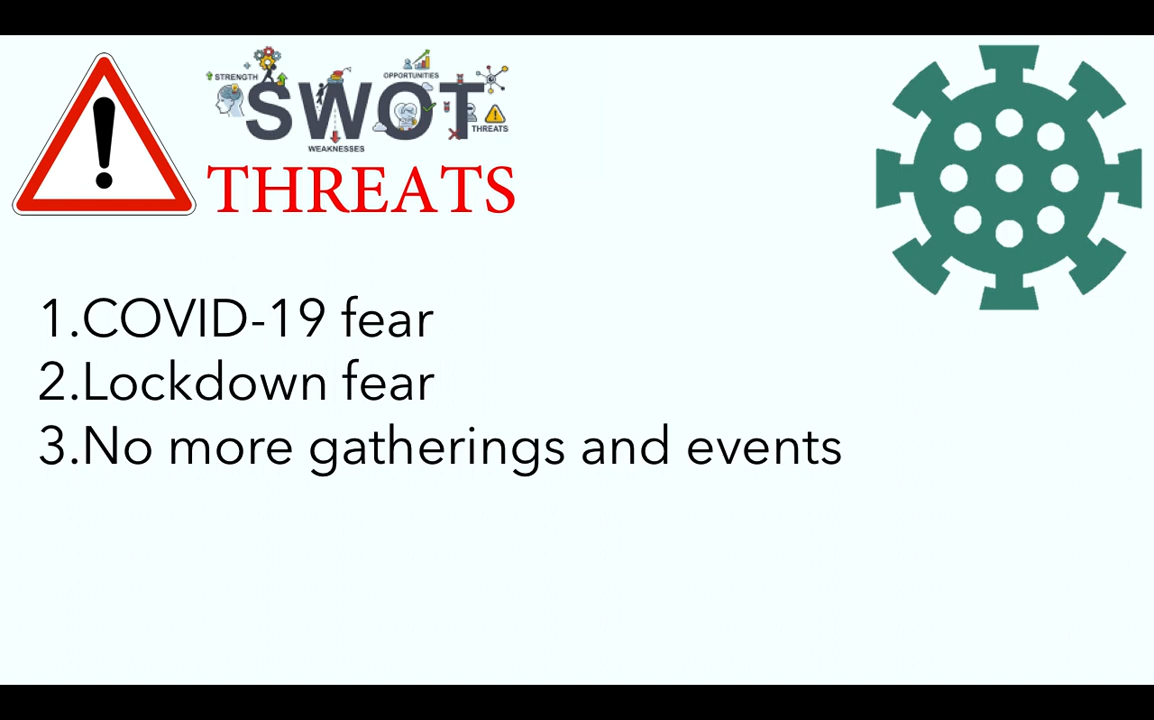 STRENGTH
OPPORTUNITIES
SWOT
THREATS
WEAKNESSES
THREATS
1.COVID-19 fear
2.Lockdown fear
3.No more gatherings and events